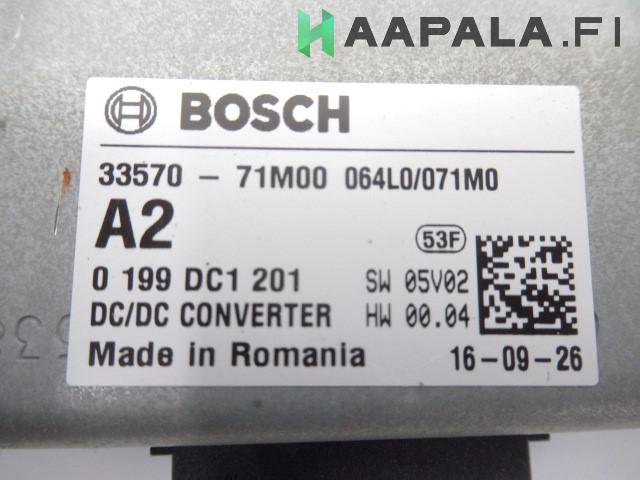 HAAPALA.FI
BOSCH
33570 - 71M00 064L0/071M0
A2
53F
0 199 DC1 201 SW 05V02
DC/DC CONVERTER HW 00.04
Made in Romania 16-09-26